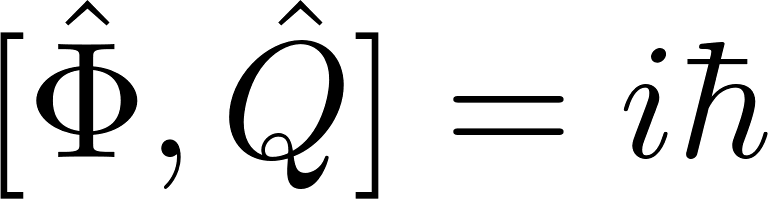 [Φ̂, Q̂] = iℏ